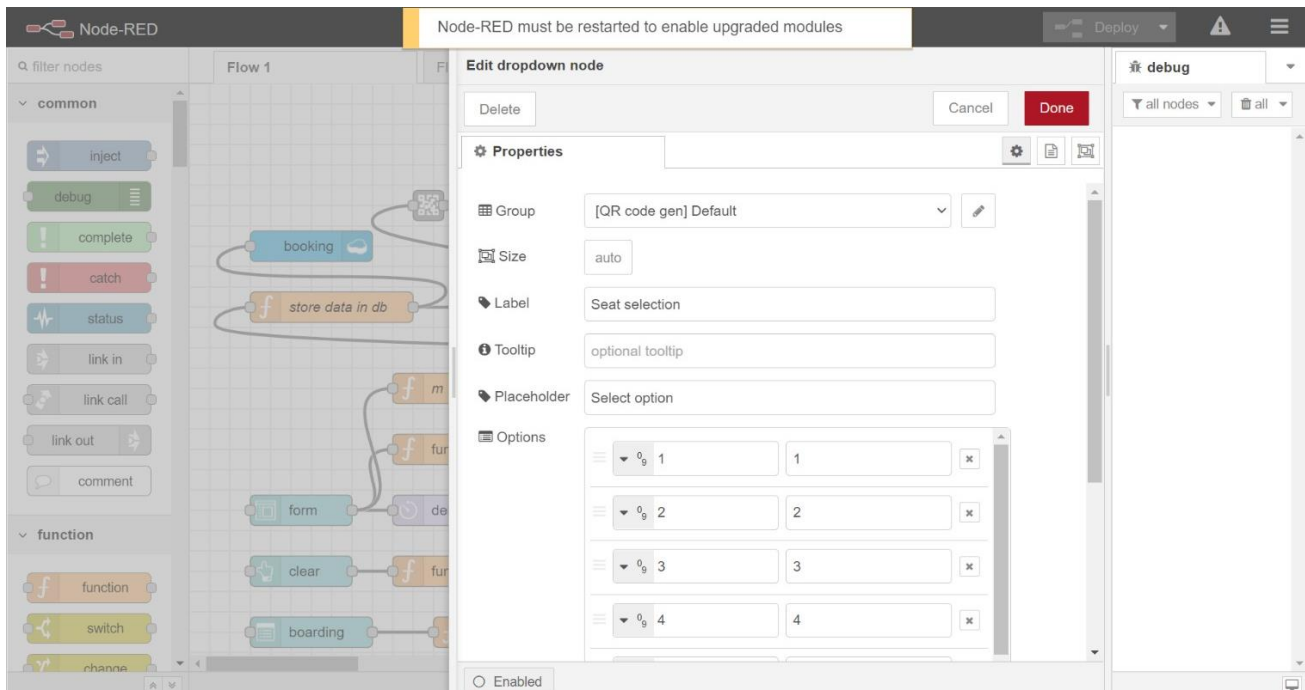 Node-RED
Node-RED must be restarted to enable upgraded modules
Deploy
filter nodes
common
inject
debug
complete
catch
status
link in
link call
link out
comment
function
function
switch
change
Flow 1
booking
store data in db
m
fur
form
de
clear
fur
boarding
Edit dropdown node
Delete
Cancel
Done
Properties
Group
[QR code gen] Default
Size
auto
Label
Seat selection
Tooltip
optional tooltip
Placeholder
Select option
Options
1 1
2 2
3 3
4 4
Enabled
debug
all nodes
all